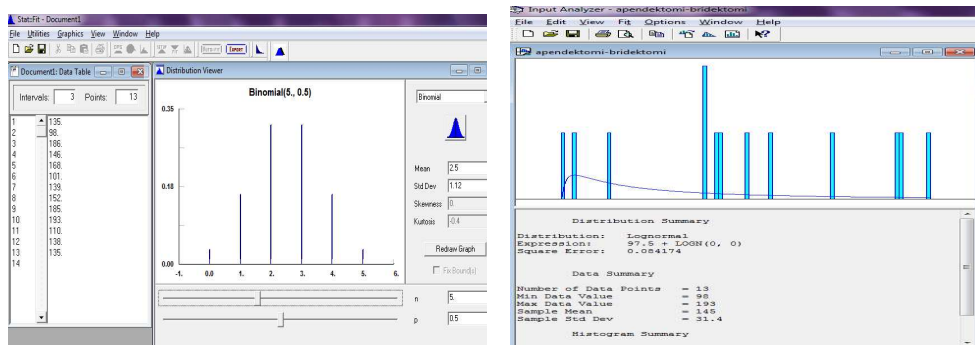 Stat::Fit - Document1
File Utilities Graphics View Window Help
EXPORT
Document1: Data Table
Intervals: 3 Points: 13
1 135.
2 98.
3 186.
4 146.
5 168.
6 101.
7 139.
8 152.
9 185.
10 193.
11 110.
12 138.
13 135.
14
Distribution Viewer
Binomial(5., 0.5)
0.35
0.18
0.00
-1. 0.0 1. 2. 3. 4. 5. 6.
Binomial
Mean 2.5
Std Dev 1.12
Skewness 0
Kurtosis -0.4
Redraw Graph
Fix Bound(s)
n 5.
p 0.5
Input Analyzer - apendektomi-bridektomi
File Edit View Fit Options Window Help
apendektomi-bridektomi
Distribution Summary
Distribution: Lognormal
Expression: 97.5 + LOGN(0, 0)
Square Error: 0.084174
Data Summary
Number of Data Points = 13
Min Data Value = 98
Max Data Value = 193
Sample Mean = 145
Sample Std Dev = 31.4
Histogram Summary